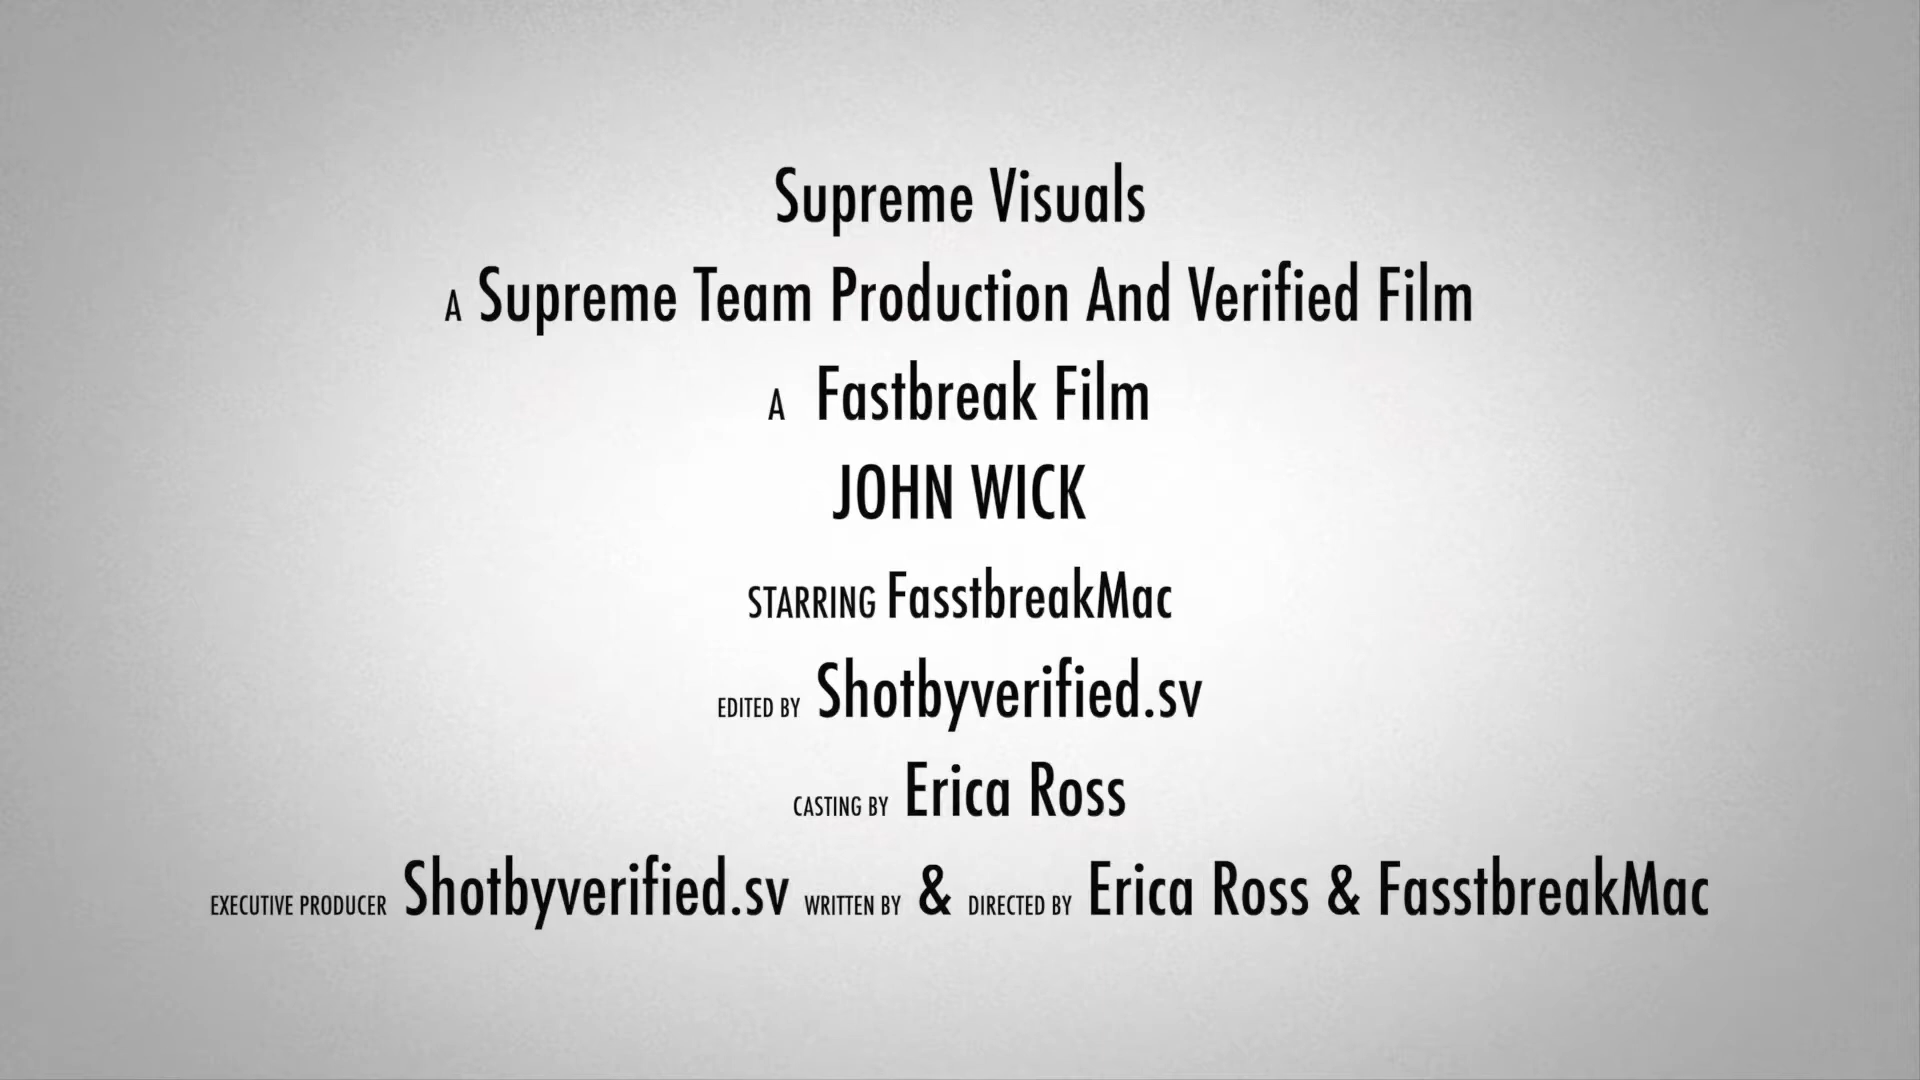 Supreme Visuals
A Supreme Team Production And Verified Film
A Fastbreak Film
JOHN WICK
STARRING FasstbreakMac
EDITED BY Shotbyverified.sv
CASTING BY Erica Ross
EXECUTIVE PRODUCER Shotbyverified.sv WRITTEN BY & DIRECTED BY Erica Ross & FasstbreakMac